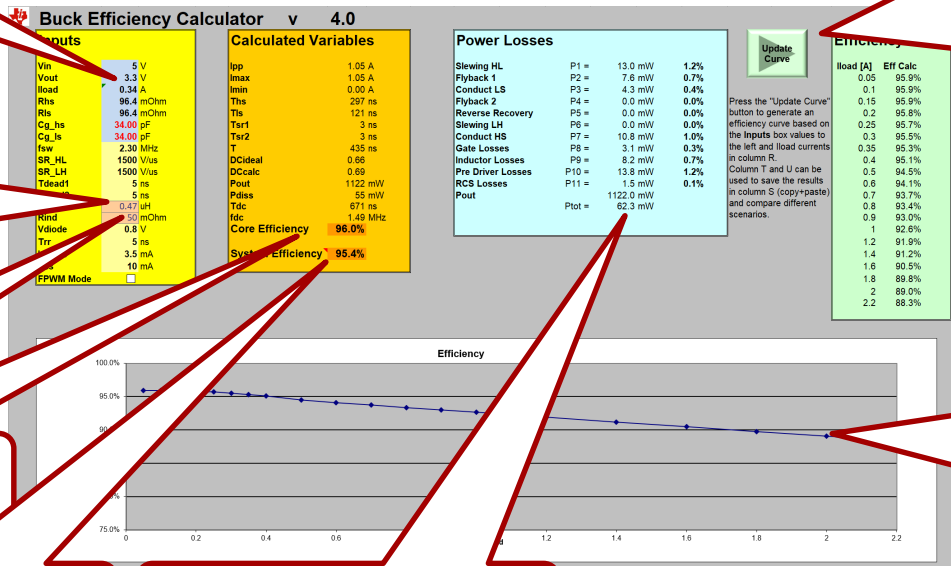 Buck Efficiency Calculator v 4.0
Calculated Variables
Power Losses
Update
Curve
Vin 5 V
Vout 3.3 V
Iload 0.34 A
Rhs 96.4 mOhm
Rls 96.4 mOhm
Cg_hs 34.00 pF
Cg_ls 34.00 pF
fsw 2.30 MHz
SR_HL 1500 V/us
SR_LH 1500 V/us
Tdead1 5 ns
5 ns
0.47 uH
Rind 50 mOhm
Vdiode 0.8 V
Trr 5 ns
3.5 mA
10 mA
FPWM Mode
Ipp 1.05 A
Imax 1.05 A
Imin 0.00 A
Ths 297 ns
Tls 121 ns
Tsr1 3 ns
Tsr2 3 ns
T 435 ns
DCideal 0.66
DCcalc 0.69
Pout 1122 mW
Pdiss 55 mW
Tdc 671 ns
fdc 1.49 MHz
Core Efficiency 96.0%
Efficiency 95.4%
Slewing HL P1 = 13.0 mW 1.2%
Flyback 1 P2 = 7.6 mW 0.7%
Conduct LS P3 = 4.3 mW 0.4%
Flyback 2 P4 = 0.0 mW 0.0%
Reverse Recovery P5 = 0.0 mW 0.0%
Slewing LH P6 = 0.0 mW 0.0%
Conduct HS P7 = 10.8 mW 1.0%
Gate Losses P8 = 3.1 mW 0.3%
Inductor Losses P9 = 8.2 mW 0.7%
Pre Driver Losses P10 = 13.8 mW 1.2%
RCS Losses P11 = 1.5 mW 0.1%
Pout 1122.0 mW
Ptot = 62.3 mW
Press the "Update Curve"
button to generate an
efficiency curve based on
the Inputs box values to
the left and Iload currents
in column R.
Column T and U can be
used to save the results
in column S (copy+paste)
and compare different
scenarios.
Iload [A] Eff Calc
0.05 95.9%
0.1 95.9%
0.15 95.9%
0.2 95.8%
0.25 95.7%
0.3 95.5%
0.35 95.3%
0.4 95.1%
0.5 94.5%
0.6 94.1%
0.7 93.7%
0.8 93.4%
0.9 93.0%
1 92.6%
1.2 91.9%
1.4 91.2%
1.6 90.5%
1.8 89.8%
2 89.0%
2.2 88.3%
Efficiency
100.0%
95.0%
75.0%
0 0.2 0.4 0.6 1.2 1.4 1.6 1.8 2 2.2